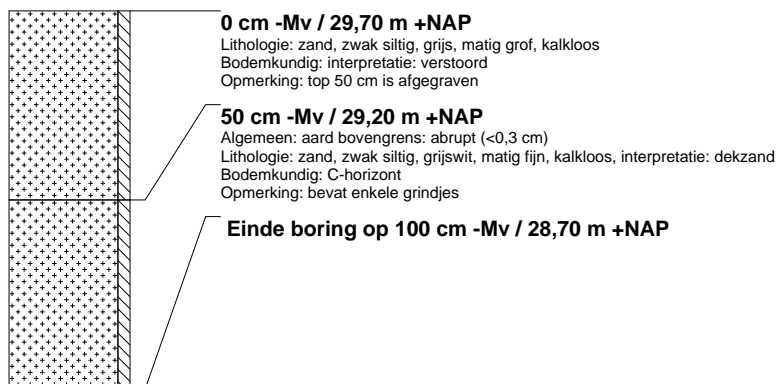 0 cm -Mv / 29,70 m +NAP
Lithologie: zand, zwak siltig, grijs, matig grof, kalkloos
Bodemkundig: interpretatie: verstoord
Opmerking: top 50 cm is afgegraven
50 cm -Mv / 29,20 m +NAP
Algemeen: aard bovengrens: abrupt (<0,3 cm)
Lithologie: zand, zwak siltig, grijswit, matig fijn, kalkloos, interpretatie: dekzand
Bodemkundig: C-horizont
Opmerking: bevat enkele grindjes
Einde boring op 100 cm -Mv / 28,70 m +NAP